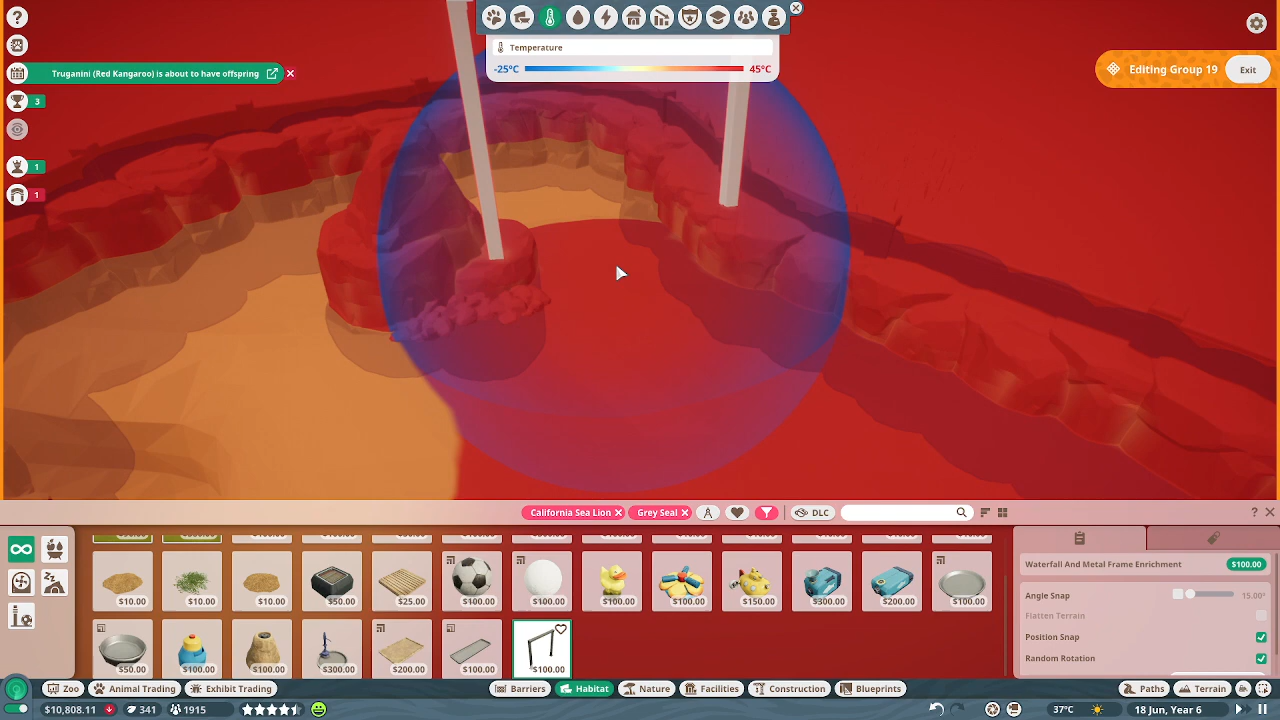 Temperature
-25°C 45°C
Truganini (Red Kangaroo) is about to have offspring
Editing Group 19 Exit
3
1
1
California Sea Lion Grey Seal DLC
$10.00 $10.00 $10.00 $50.00 $25.00 $100.00 $100.00 $100.00 $100.00 $150.00 $300.00 $200.00 $100.00
$50.00 $100.00 $100.00 $300.00 $200.00 $100.00 $100.00
Waterfall And Metal Frame Enrichment $100.00
Angle Snap 15.00°
Flatten Terrain
Position Snap
Random Rotation
Zoo Animal Trading Exhibit Trading Barriers Habitat Nature Facilities Construction Blueprints Paths Terrain
$10,808.11 341 1915 37°C 18 Jun, Year 6